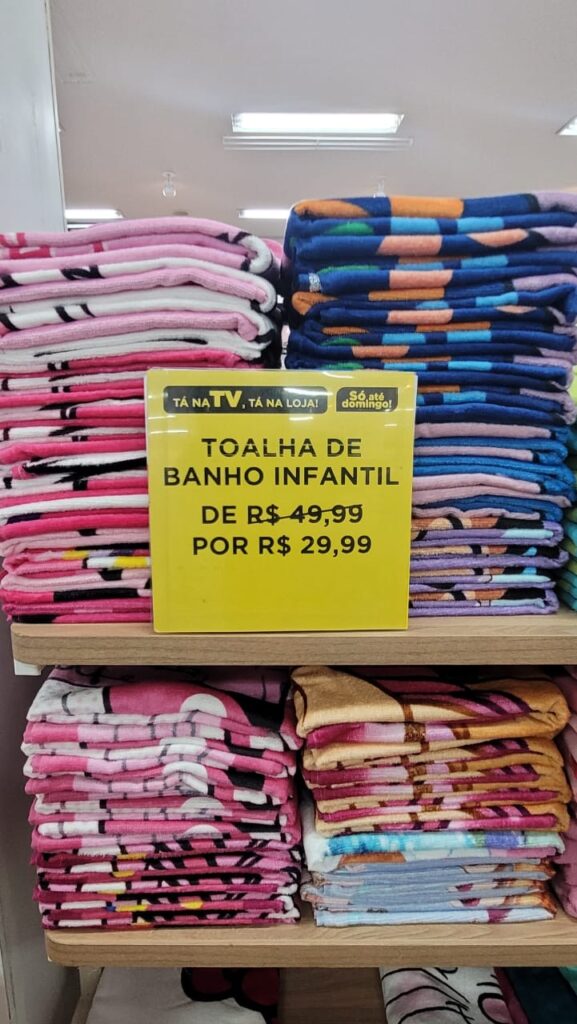 TÁ NA TV, TÁ NA LOJA!
Só até
domingo!
TOALHA DE
BANHO INFANTIL
DE R$ 49,99
POR R$ 29,99